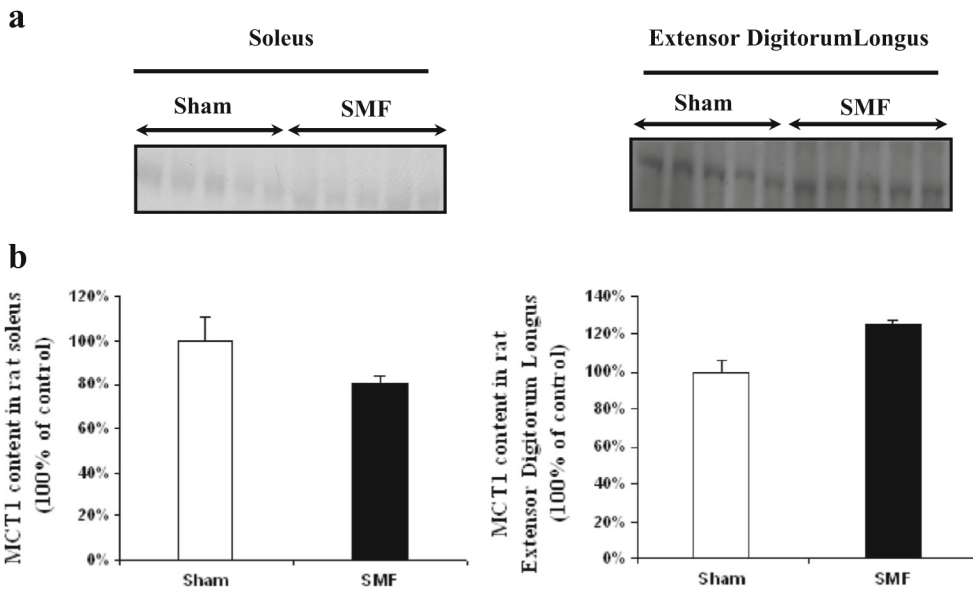 a
Soleus
Sham SMF
Extensor DigitorumLongus
Sham SMF
b
MCT1 content in rat soleus
(100% of control)
120%
100%
80%
60%
40%
20%
0%
Sham SMF
MCT1 content in rat
Extensor Digitorum Longus
(100% of control)
140%
120%
100%
80%
60%
40%
20%
0%
Sham SMF